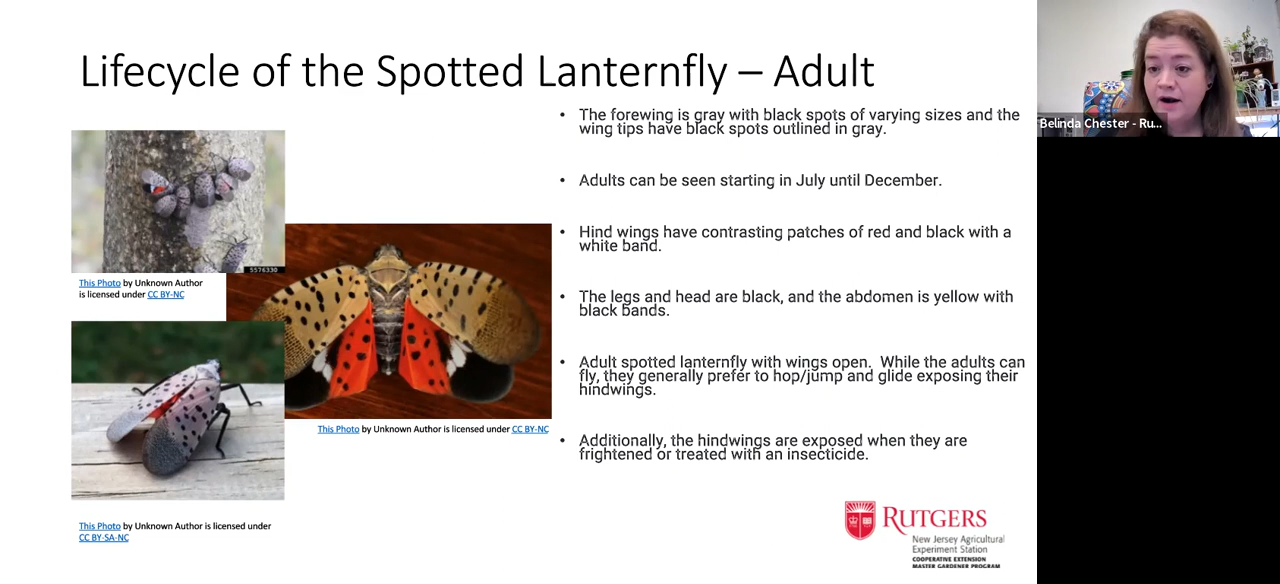 Lifecycle of the Spotted Lanternfly – Adult
• The forewing is gray with black spots of varying sizes and the
wing tips have black spots outlined in gray.
• Adults can be seen starting in July until December.
• Hind wings have contrasting patches of red and black with a
white band.
• The legs and head are black, and the abdomen is yellow with
black bands.
• Adult spotted lanternfly with wings open. While the adults can
fly, they generally prefer to hop/jump and glide exposing their
hindwings.
• Additionally, the hindwings are exposed when they are
frightened or treated with an insecticide.
5576330
This Photo by Unknown Author
is licensed under CC BY-NC
This Photo by Unknown Author is licensed under CC BY-NC
This Photo by Unknown Author is licensed under
CC BY-SA-NC
RUTGERS
New Jersey Agricultural
Experiment Station
COOPERATIVE EXTENSION
MASTER GARDENER PROGRAM
Belinda Chester - Ru...